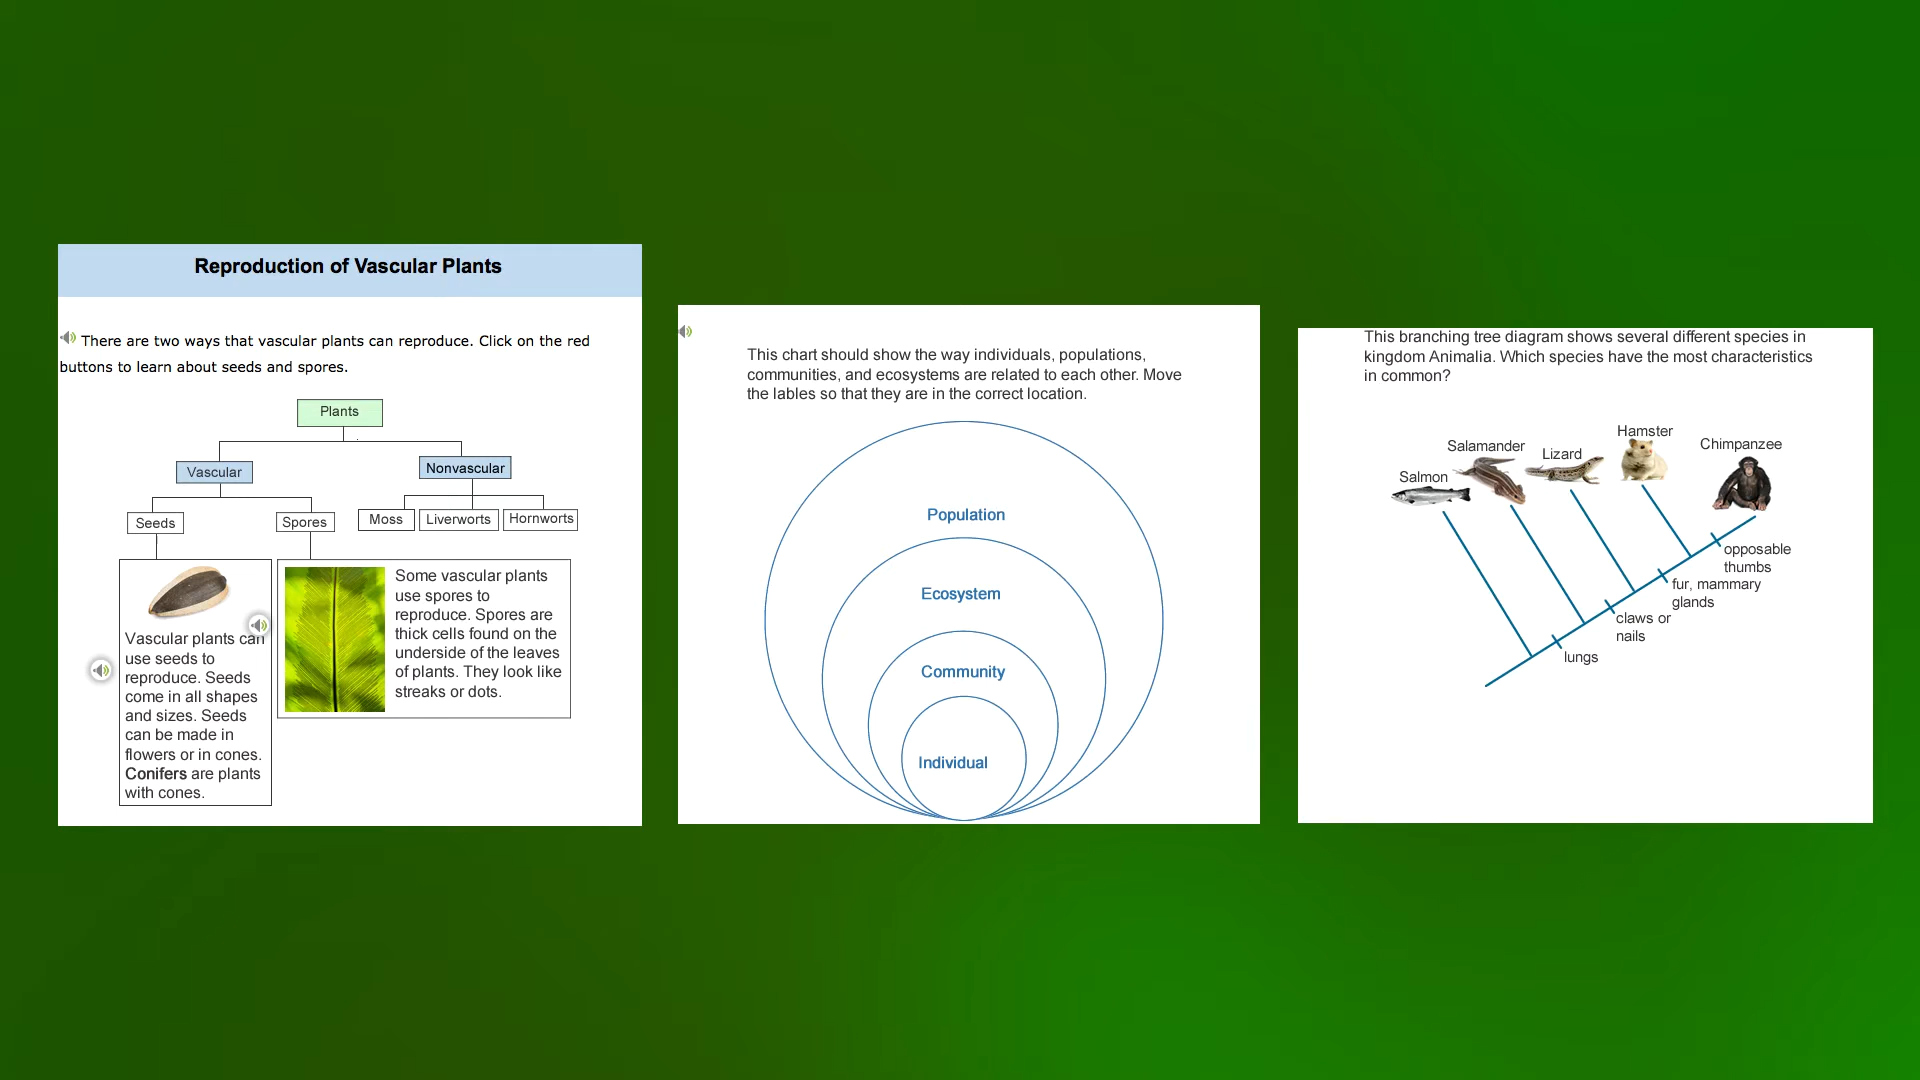 Reproduction of Vascular Plants
There are two ways that vascular plants can reproduce. Click on the red
buttons to learn about seeds and spores.
Plants
Vascular
Nonvascular
Seeds
Spores
Moss
Liverworts
Hornworts
Vascular plants can
use seeds to
reproduce. Seeds
come in all shapes
and sizes. Seeds
can be made in
flowers or in cones.
Conifers are plants
with cones.
Some vascular plants
use spores to
reproduce. Spores are
thick cells found on the
underside of the leaves
of plants. They look like
streaks or dots.
This chart should show the way individuals, populations,
communities, and ecosystems are related to each other. Move
the lables so that they are in the correct location.
Population
Ecosystem
Community
Individual
This branching tree diagram shows several different species in
kingdom Animalia. Which species have the most characteristics
in common?
Salmon
Salamander
Lizard
Hamster
Chimpanzee
opposable
thumbs
fur, mammary
glands
claws or
nails
lungs